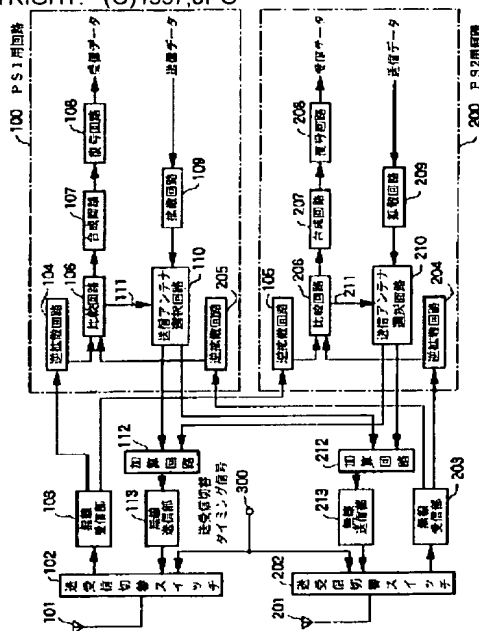 (C)1997,JPO
100 PS1用回路
受信データ
送信データ
108
復号回路
107
合成回路
106
比較回路
104
逆拡散回路
109
拡散回路
110
送信アンテナ選択回路
111
205
逆拡散回路
200 PS2用回路
受信データ
送信データ
208
復号回路
207
合成回路
206
比較回路
105
逆拡散回路
209
拡散回路
210
送信アンテナ選択回路
211
204
逆拡散回路
103
無線受信部
112
加算回路
113
無線送信部
送受信切替タイミング信号
300
212
加算回路
213
無線送信部
203
無線受信部
102
送受信切替スイッチ
101
202
送受信切替スイッチ
201